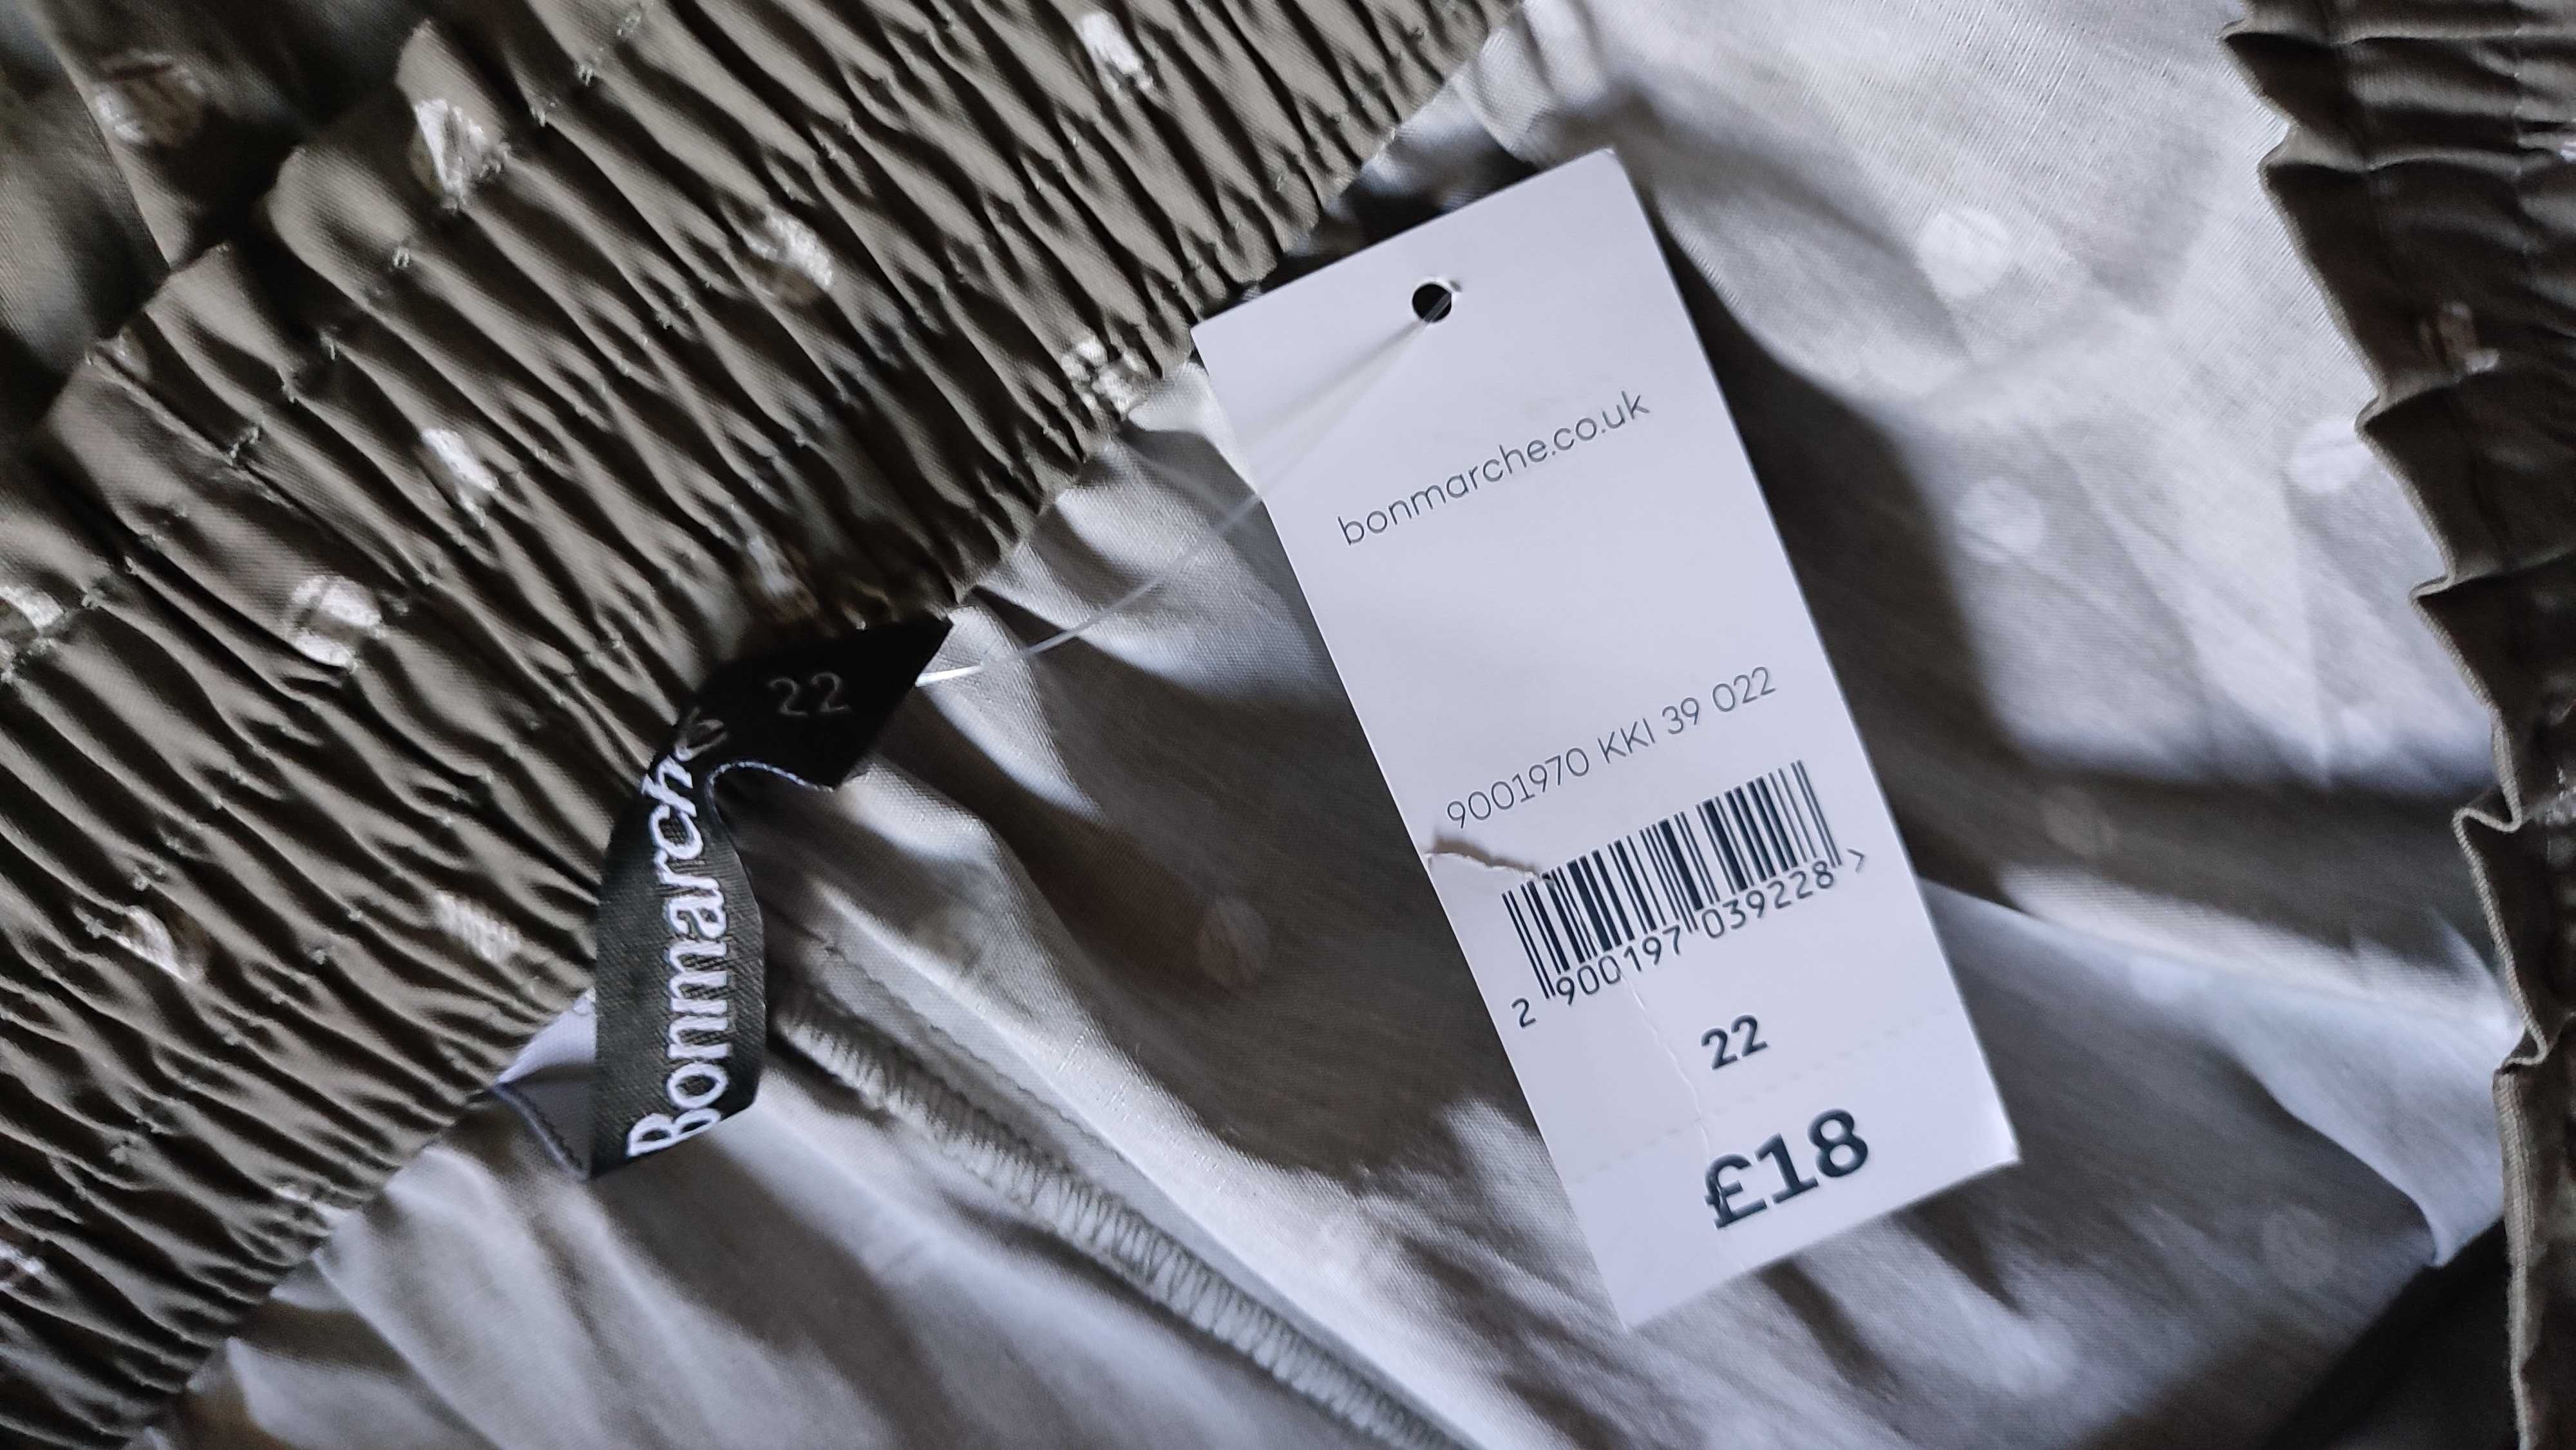 bonmarche.co.uk
9001970 KKI 39 022
2 900197 039228 >
22
£18
Bonmarche 22